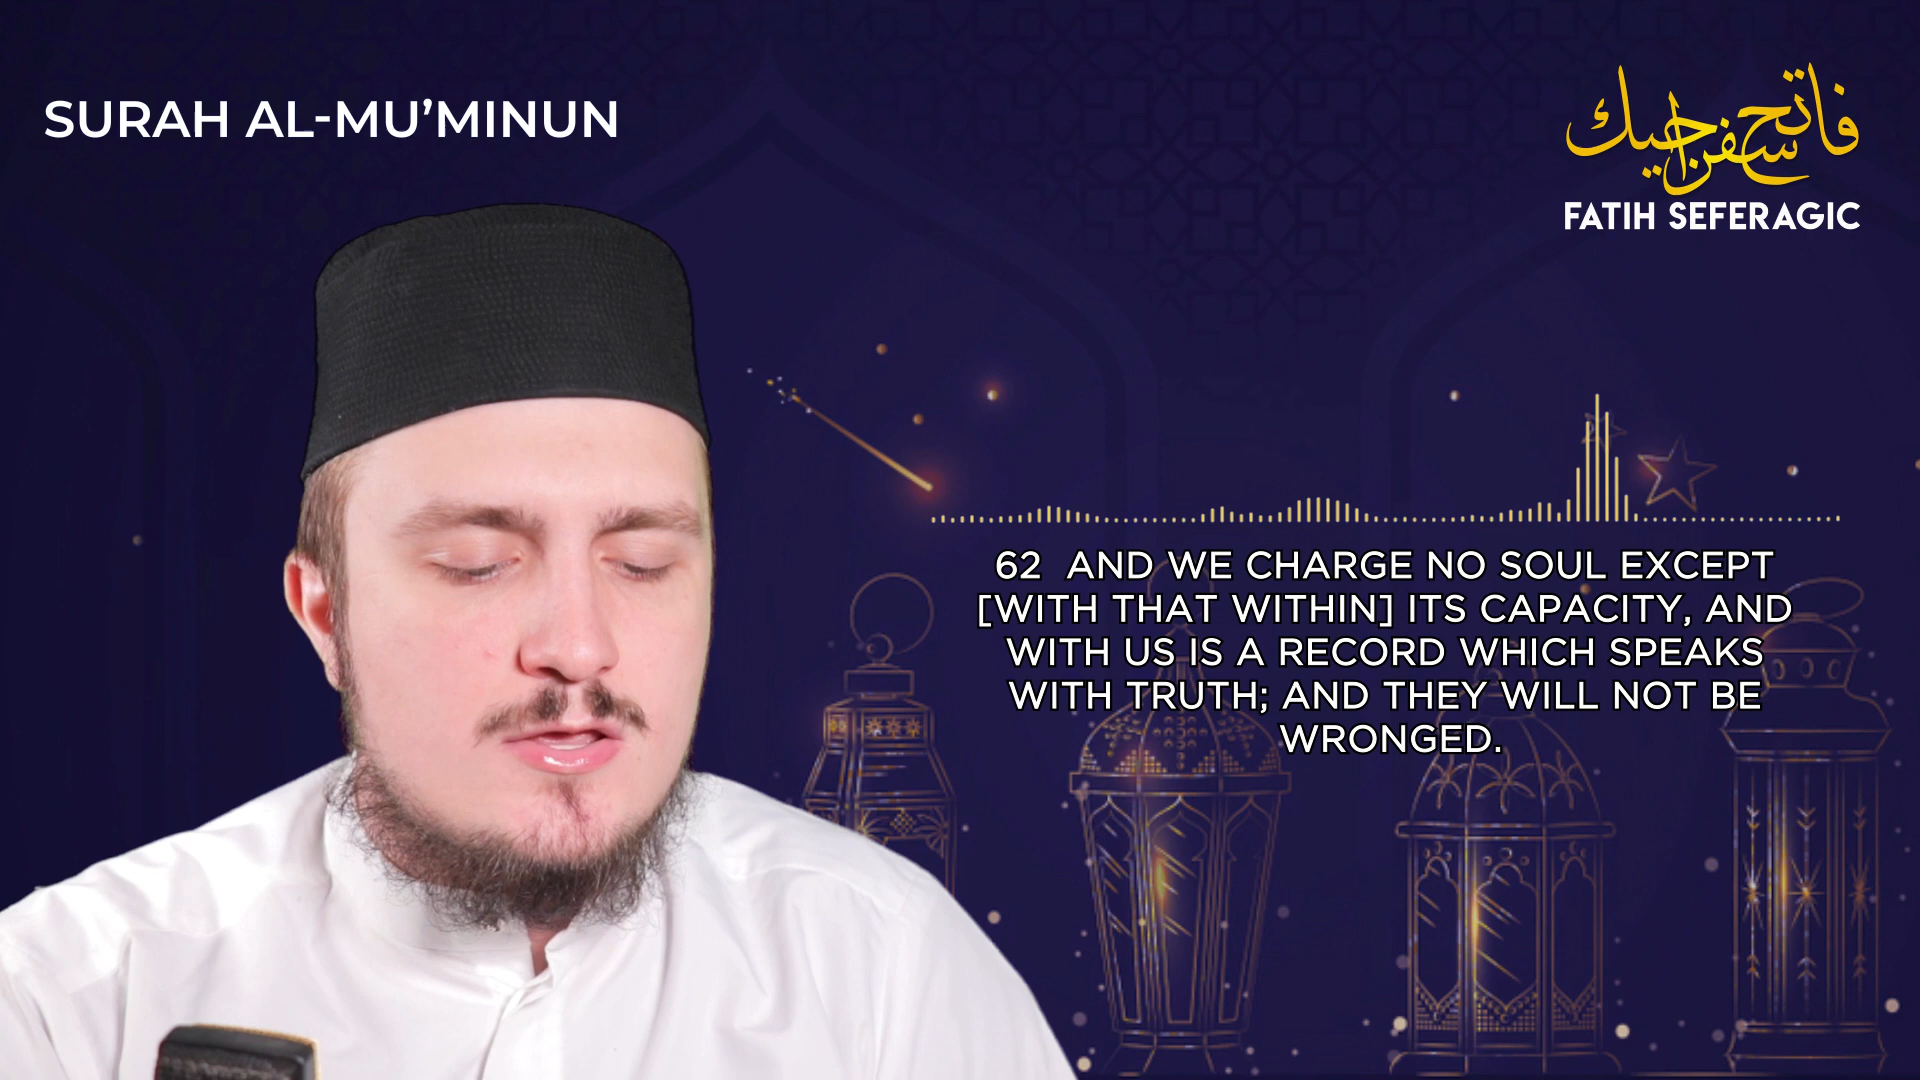 SURAH AL-MU’MINUN
فاتح سفراجيك
FATIH SEFERAGIC
62  AND WE CHARGE NO SOUL EXCEPT
[WITH THAT WITHIN] ITS CAPACITY, AND
WITH US IS A RECORD WHICH SPEAKS
WITH TRUTH; AND THEY WILL NOT BE
WRONGED.